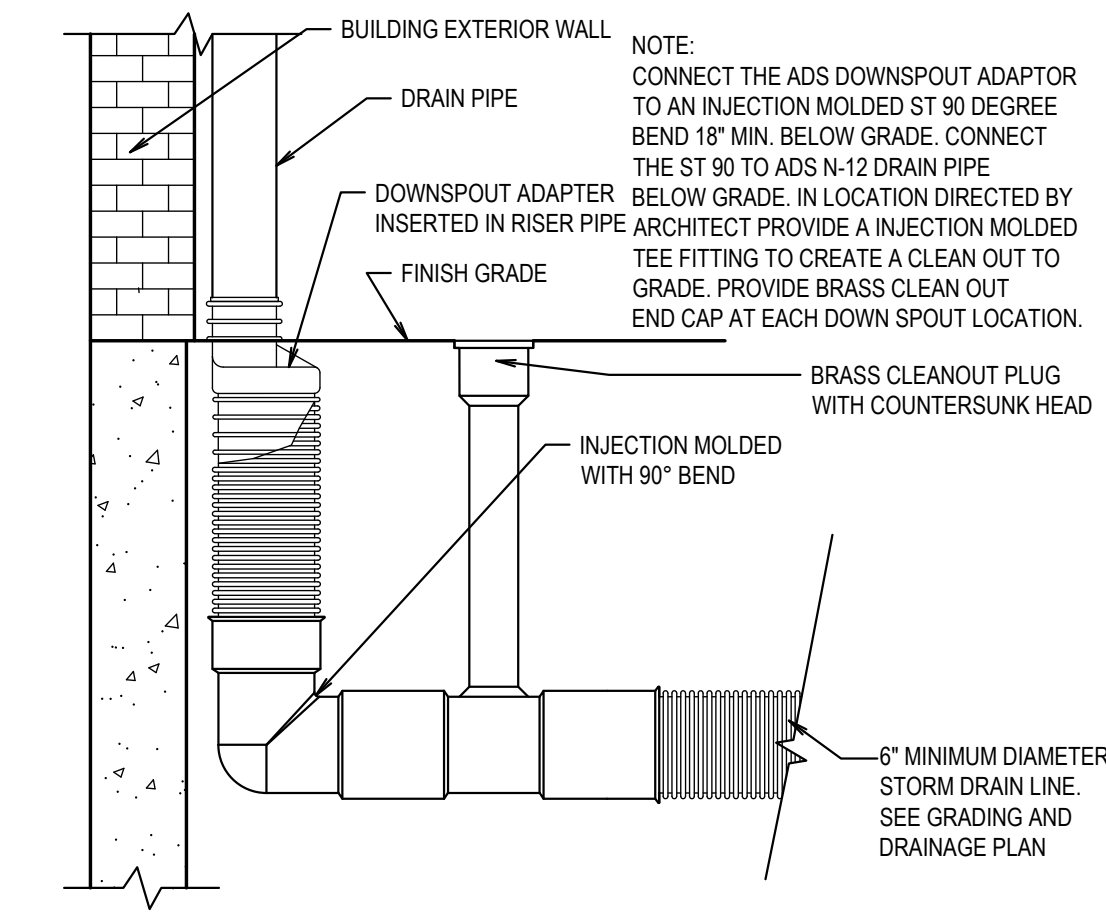 BUILDING EXTERIOR WALL
DRAIN PIPE
DOWNSPOUT ADAPTER
INSERTED IN RISER PIPE
FINISH GRADE
NOTE:
CONNECT THE ADS DOWNSPOUT ADAPTOR
TO AN INJECTION MOLDED ST 90 DEGREE
BEND 18" MIN. BELOW GRADE. CONNECT
THE ST 90 TO ADS N-12 DRAIN PIPE
BELOW GRADE. IN LOCATION DIRECTED BY
ARCHITECT PROVIDE A INJECTION MOLDED
TEE FITTING TO CREATE A CLEAN OUT TO
GRADE. PROVIDE BRASS CLEAN OUT
END CAP AT EACH DOWN SPOUT LOCATION.
BRASS CLEANOUT PLUG
WITH COUNTERSUNK HEAD
INJECTION MOLDED
WITH 90° BEND
6" MINIMUM DIAMETER
STORM DRAIN LINE.
SEE GRADING AND
DRAINAGE PLAN